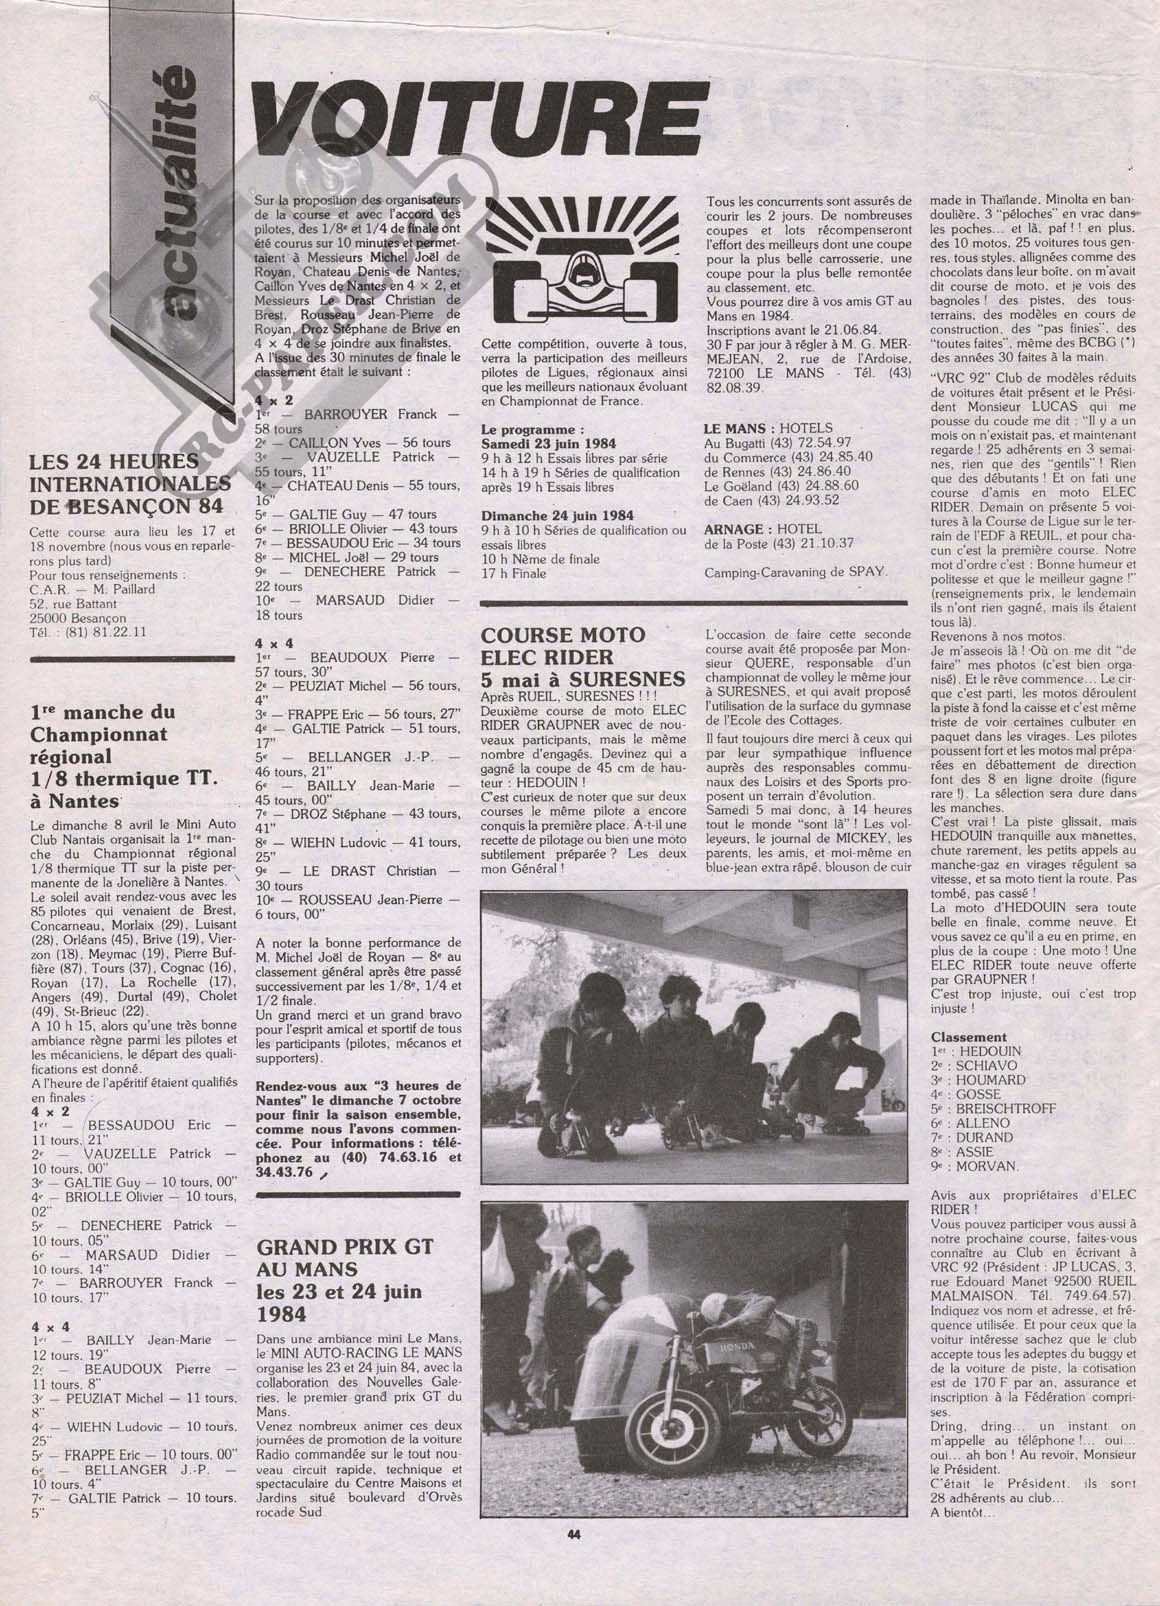 actualité
VOITURE
LES 24 HEURES
INTERNATIONALES
DE BESANÇON 84
Cette course aura lieu les 17 et
18 novembre (nous vous en reparle-
rons plus tard)
Pour tous renseignements :
C.A.R. — M. Paillard
52, rue Battant
25000 Besançon
Tél. : (81) 81.22.11
1re manche du
Championnat
régional
1/8 thermique TT.
à Nantes
Le dimanche 8 avril le Mini Auto
Club Nantais organisait la 1re man-
che du Championnat régional
1/8 thermique TT sur la piste per-
manente de la Jonelière à Nantes.
Le soleil avait rendez-vous avec les
85 pilotes qui venaient de Brest,
Concarneau, Morlaix (29), Luisant
(28), Orléans (45), Brive (19), Vier-
zon (18), Meymac (19), Pierre Buf-
fière (87), Tours (37), Cognac (16),
Royan (17), La Rochelle (17),
Angers (49), Durtal (49), Cholet
(49), St-Brieuc (22).
A 10 h 15, alors qu'une très bonne
ambiance règne parmi les pilotes et
les mécaniciens, le départ des quali-
fications est donné.
A l'heure de l'apéritif étaient qualifiés
en finales :
4 x 2
1er — BESSAUDOU Eric —
11 tours, 21"
2e — VAUZELLE Patrick —
10 tours, 00"
3e — GALTIE Guy — 10 tours, 00"
4e — BRIOLLE Olivier — 10 tours,
02"
5e — DENECHERE Patrick —
10 tours, 05"
6e — MARSAUD Didier —
10 tours, 14"
7e — BARROUYER Franck —
10 tours, 17"
4 x 4
1er — BAILLY Jean-Marie —
12 tours, 19"
2e — BEAUDOUX Pierre —
11 tours, 8"
3e — PEUZIAT Michel — 11 tours,
8"
4e — WIEHN Ludovic — 10 tours,
25"
5e — FRAPPE Eric — 10 tours, 00"
6e — BELLANGER J.-P. —
10 tours, 4"
7e — GALTIE Patrick — 10 tours,
5"
Sur la proposition des organisateurs
de la course et avec l'accord des
pilotes, des 1/8e et 1/4 de finale ont
été courus sur 10 minutes et permet-
taient à Messieurs Michel Joël de
Royan, Chateau Denis de Nantes,
Caillon Yves de Nantes en 4 × 2, et
Messieurs Le Drast Christian de
Brest, Rousseau Jean-Pierre de
Royan, Droz Stéphane de Brive en
4 × 4 de se joindre aux finalistes.
A l'issue des 30 minutes de finale le
classement était le suivant :
4 x 2
1er — BARROUYER Franck —
58 tours
2e — CAILLON Yves — 56 tours
3e — VAUZELLE Patrick —
55 tours, 11"
4e — CHATEAU Denis — 55 tours,
16"
5e — GALTIE Guy — 47 tours
6e — BRIOLLE Olivier — 43 tours
7e — BESSAUDOU Eric — 34 tours
8e — MICHEL Joël — 29 tours
9e — DENECHERE Patrick —
22 tours
10e — MARSAUD Didier —
18 tours
4 x 4
1er — BEAUDOUX Pierre —
57 tours, 30"
2e — PEUZIAT Michel — 56 tours,
4"
3e — FRAPPE Eric — 56 tours, 27"
4e — GALTIE Patrick — 51 tours,
17"
5e — BELLANGER J.-P. —
46 tours, 21"
6e — BAILLY Jean-Marie —
45 tours, 00"
7e — DROZ Stéphane — 43 tours,
41"
8e — WIEHN Ludovic — 41 tours,
25"
9e — LE DRAST Christian —
30 tours
10e — ROUSSEAU Jean-Pierre —
6 tours, 00"
A noter la bonne performance de
M. Michel Joël de Royan — 8e au
classement général après être passé
successivement par les 1/8e, 1/4 et
1/2 finale.
Un grand merci et un grand bravo
pour l'esprit amical et sportif de tous
les participants (pilotes, mécanos et
supporters).
Rendez-vous aux "3 heures de
Nantes" le dimanche 7 octobre
pour finir la saison ensemble,
comme nous l'avons commen-
cée. Pour informations : télé-
phonez au (40) 74.63.16 et
34.43.76
GRAND PRIX GT
AU MANS
les 23 et 24 juin
1984
Dans une ambiance mini Le Mans,
le MINI AUTO-RACING LE MANS
organise les 23 et 24 juin 84, avec la
collaboration des Nouvelles Gale-
ries, le premier grand prix GT du
Mans.
Venez nombreux animer ces deux
journées de promotion de la voiture
Radio commandée sur le tout nou-
veau circuit rapide, technique et
spectaculaire du Centre Maisons et
Jardins situé boulevard d'Orvès
rocade Sud.
Cette compétition, ouverte à tous,
verra la participation des meilleurs
pilotes de Ligues, régionaux ainsi
que les meilleurs nationaux évoluant
en Championnat de France.
Le programme :
Samedi 23 juin 1984
9 h à 12 h Essais libres par série
14 h à 19 h Séries de qualification
après 19 h Essais libres
Dimanche 24 juin 1984
9 h à 10 h Séries de qualification ou
essais libres
10 h Nème de finale
17 h Finale
Tous les concurrents sont assurés de
courir les 2 jours. De nombreuses
coupes et lots récompenseront
l'effort des meilleurs dont une coupe
pour la plus belle carrosserie, une
coupe pour la plus belle remontée
au classement, etc.
Vous pourrez dire à vos amis GT au
Mans en 1984.
Inscriptions avant le 21.06.84.
30 F par jour à régler à M. G. MER-
MEJEAN, 2, rue de l'Ardoise,
72100 LE MANS - Tél. (43)
82.08.39.
LE MANS : HOTELS
Au Bugatti (43) 72.54.97
du Commerce (43) 24.85.40
de Rennes (43) 24.86.40
Le Goëland (43) 24.88.60
de Caen (43) 24.93.52
ARNAGE : HOTEL
de la Poste (43) 21.10.37
Camping-Caravaning de SPAY.
COURSE MOTO
ELEC RIDER
5 mai à SURESNES
Après RUEIL, SURESNES ! ! !
Deuxième course de moto ELEC
RIDER GRAUPNER avec de nou-
veaux participants, mais le même
nombre d'engagés. Devinez qui a
gagné la coupe de 45 cm de hau-
teur : HEDOUIN !
C'est curieux de noter que sur deux
courses le même pilote a encore
conquis la première place. A-t-il une
recette de pilotage ou bien une moto
subtilement préparée ? Les deux
mon Général !
L'occasion de faire cette seconde
course avait été proposée par Mon-
sieur QUERE, responsable d'un
championnat de volley le même jour
à SURESNES, et qui avait proposé
l'utilisation de la surface du gymnase
de l'Ecole des Cottages.
Il faut toujours dire merci à ceux qui
par leur sympathique influence
auprès des responsables commu-
naux des Loisirs et des Sports pro-
posent un terrain d'évolution.
Samedi 5 mai donc, à 14 heures
tout le monde "sont là" ! Les vol-
leyeurs, le journal de MICKEY, les
parents, les amis, et moi-même en
blue-jean extra râpé, blouson de cuir
made in Thaïlande, Minolta en ban-
doulière, 3 "péloches" en vrac dans
les poches... et là, paf ! ! en plus,
des 10 motos, 25 voitures tous gen-
res, tous styles, allignées comme des
chocolats dans leur boîte, on m'avait
dit course de moto, et je vois des
bagnoles ! des pistes, des tous-
terrains, des modèles en cours de
construction, des "pas finies", des
"toutes faites", même des BCBG (*)
des années 30 faites à la main.
"VRC 92" Club de modèles réduits
de voitures était présent et le Prési-
dent Monsieur LUCAS qui me
pousse du coude me dit : "Il y a un
mois on n'existait pas, et maintenant
regarde ! 25 adhérents en 3 semai-
nes, rien que des "gentils" ! Rien
que des débutants ! Et on fati une
course d'amis en moto ELEC
RIDER. Demain on présente 5 voi-
tures à la Course de Ligue sur le ter-
rain de l'EDF à REUIL, et pour cha-
cun c'est la première course. Notre
mot d'ordre c'est : Bonne humeur et
politesse et que le meilleur gagne !"
(renseignements prix, le lendemain
ils n'ont rien gagné, mais ils étaient
tous là).
Revenons à nos motos.
Je m'asseois là ! Où on me dit "de
faire" mes photos (c'est bien orga-
nisé). Et le rêve commence... Le cir-
que c'est parti, les motos déroulent
la piste à fond la caisse et c'est même
triste de voir certaines culbuter en
paquet dans les virages. Les pilotes
poussent fort et les motos mal prépa-
rées en débattement de direction
font des 8 en ligne droite (figure
rare !). La sélection sera dure dans
les manches.
C'est vrai ! La piste glissait, mais
HEDOUIN tranquille aux manettes,
chute rarement, les petits appels au
manche-gaz en virages régulent sa
vitesse, et sa moto tient la route. Pas
tombé, pas cassé !
La moto d'HEDOUIN sera toute
belle en finale, comme neuve. Et
vous savez ce qu'il a eu en prime, en
plus de la coupe : Une moto ! Une
ELEC RIDER toute neuve offerte
par GRAUPNER !
C'est trop injuste, oui c'est trop
injuste !
Classement
1er : HEDOUIN
2e : SCHIAVO
3e : HOUMARD
4e : GOSSE
5e : BREISCHTROFF
6e : ALLENO
7e : DURAND
8e : ASSIE
9e : MORVAN.
Avis aux propriétaires d'ELEC
RIDER !
Vous pouvez participer vous aussi à
notre prochaine course, faites-vous
connaître au Club en écrivant à
VRC 92 (Président : JP LUCAS, 3,
rue Edouard Manet 92500 RUEIL
MALMAISON. Tél. 749.64.57).
Indiquez vos nom et adresse, et fré-
quence utilisée. Et pour ceux que la
voitur intéresse sachez que le club
accepte tous les adeptes du buggy et
de la voiture de piste, la cotisation
est de 170 F par an, assurance et
inscription à la Fédération compri-
ses.
Dring, dring... un instant on
m'appelle au téléphone !... oui...
oui... ah bon ! Au revoir, Monsieur
le Président.
C'était le Président, ils sont
28 adhérents au club...
A bientôt...
HONDA
44
RC-PAPER.COM